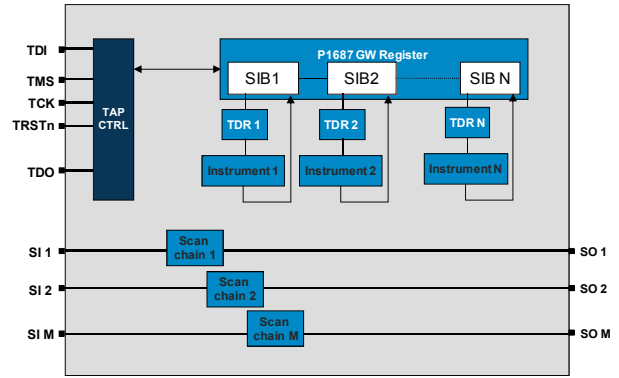 TDI
TMS
TCK
TRSTn
TDO
TAP
CTRL
P1687 GW Register
SIB1
SIB2
SIB N
TDR 1
TDR 2
TDR N
Instrument 1
Instrument 2
Instrument N
SI 1
Scan
chain 1
SO 1
SI 2
Scan
chain 2
SO 2
SI M
Scan
chain M
SO M